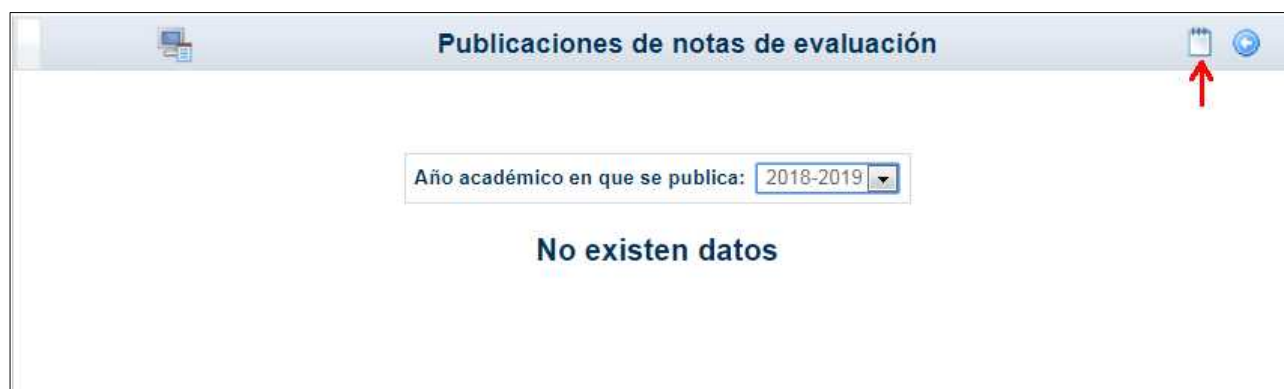 Publicaciones de notas de evaluación
Año académico en que se publica: 2018-2019
No existen datos